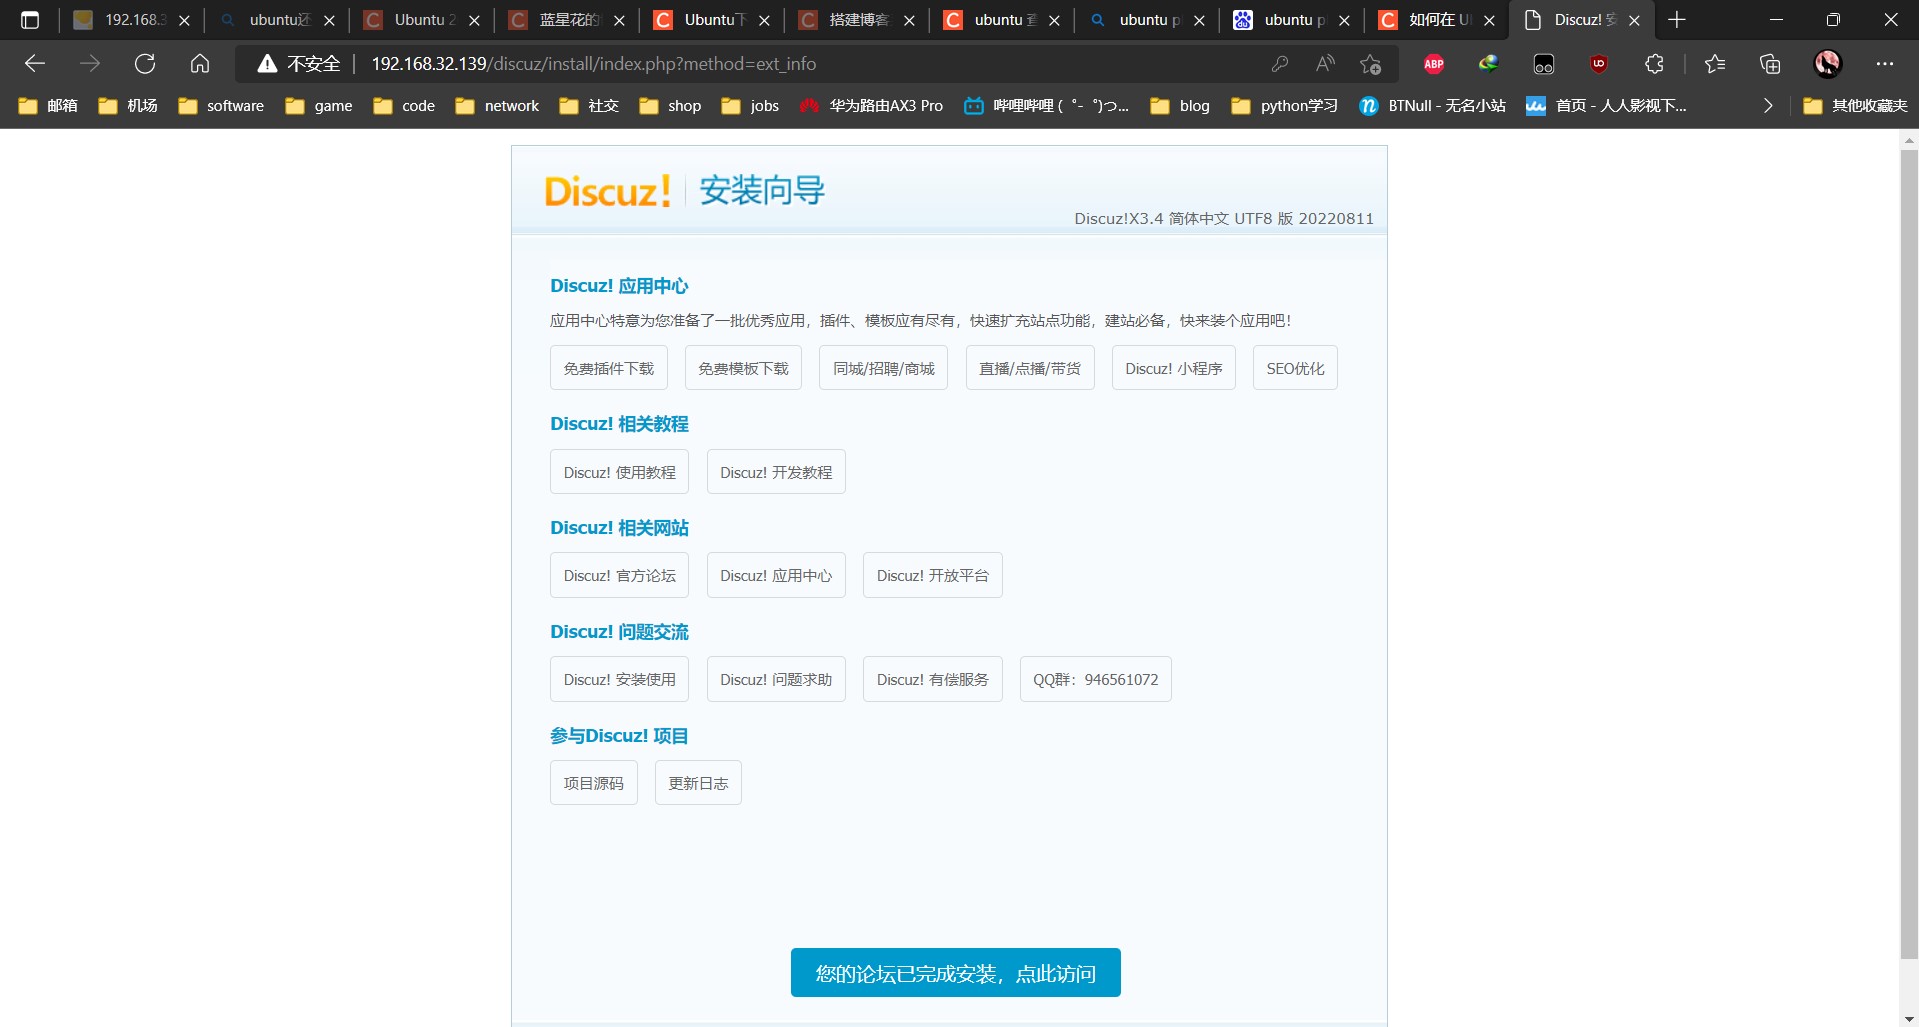 192.168.3
ubuntu还
Ubuntu 2
蓝星花的
Ubuntu下
搭建博客
ubuntu 查
ubuntu p
ubuntu p
如何在 U
Discuz! 安
不安全
192.168.32.139/discuz/install/index.php?method=ext_info
ABP
邮箱
机场
software
game
code
network
社交
shop
jobs
华为路由AX3 Pro
哔哩哔哩 ( ゜- ゜)つ...
blog
python学习
BTNull - 无名小站
首页 - 人人影视下...
其他收藏夹
Discuz! 安装向导
Discuz!X3.4 简体中文 UTF8 版 20220811
Discuz! 应用中心
应用中心特意为您准备了一批优秀应用，插件、模板应有尽有，快速扩充站点功能，建站必备，快来装个应用吧！
免费插件下载
免费模板下载
同城/招聘/商城
直播/点播/带货
Discuz! 小程序
SEO优化
Discuz! 相关教程
Discuz! 使用教程
Discuz! 开发教程
Discuz! 相关网站
Discuz! 官方论坛
Discuz! 应用中心
Discuz! 开放平台
Discuz! 问题交流
Discuz! 安装使用
Discuz! 问题求助
Discuz! 有偿服务
QQ群：946561072
参与Discuz! 项目
项目源码
更新日志
您的论坛已完成安装，点此访问